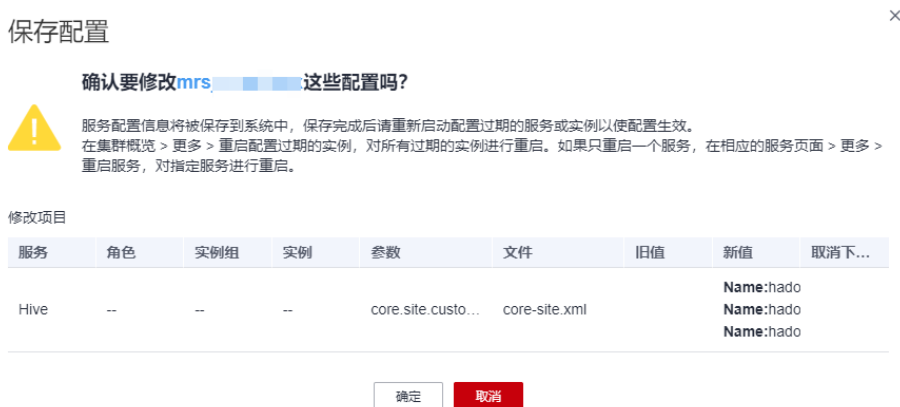 保存配置
确认要修改mrs这些配置吗?
服务配置信息将被保存到系统中，保存完成后请重新启动配置过期的服务或实例以使配置生效。
在集群概览 > 更多 > 重启配置过期的实例，对所有过期的实例进行重启。如果只重启一个服务，在相应的服务页面 > 更多 >
重启服务，对指定服务进行重启。
修改项目
服务 角色 实例组 实例 参数 文件 旧值 新值 取消下...
Hive -- -- -- core.site.custo... core-site.xml Name:hado
Name:hado
Name:hado
确定 取消